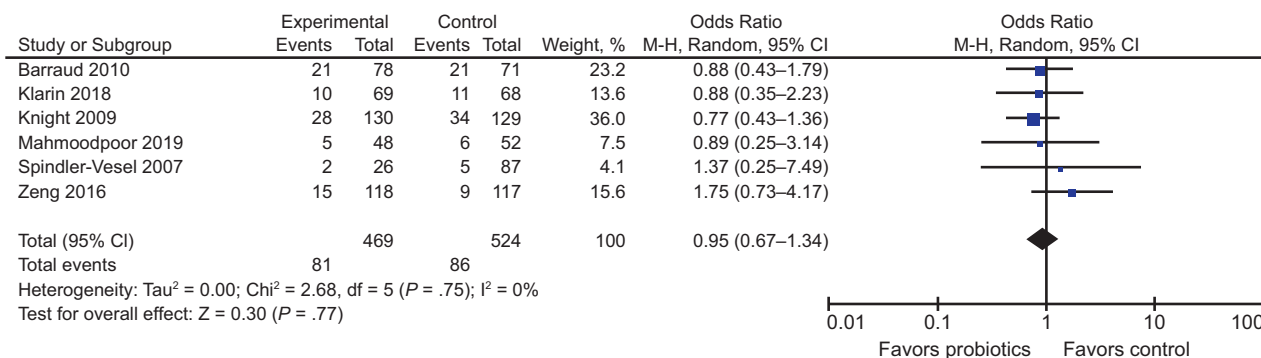 Experimental Control Odds Ratio Odds Ratio
Study or Subgroup Events Total Events Total Weight, % M-H, Random, 95% CI M-H, Random, 95% CI
Barraud 2010 21 78 21 71 23.2 0.88 (0.43–1.79)
Klarin 2018 10 69 11 68 13.6 0.88 (0.35–2.23)
Knight 2009 28 130 34 129 36.0 0.77 (0.43–1.36)
Mahmoodpoor 2019 5 48 6 52 7.5 0.89 (0.25–3.14)
Spindler-Vesel 2007 2 26 5 87 4.1 1.37 (0.25–7.49)
Zeng 2016 15 118 9 117 15.6 1.75 (0.73–4.17)
Total (95% CI) 469 524 100 0.95 (0.67–1.34)
Total events 81 86
Heterogeneity: Tau² = 0.00; Chi² = 2.68, df = 5 (P = .75); I² = 0%
Test for overall effect: Z = 0.30 (P = .77)
0.01 0.1 1 10 100
Favors probiotics Favors control